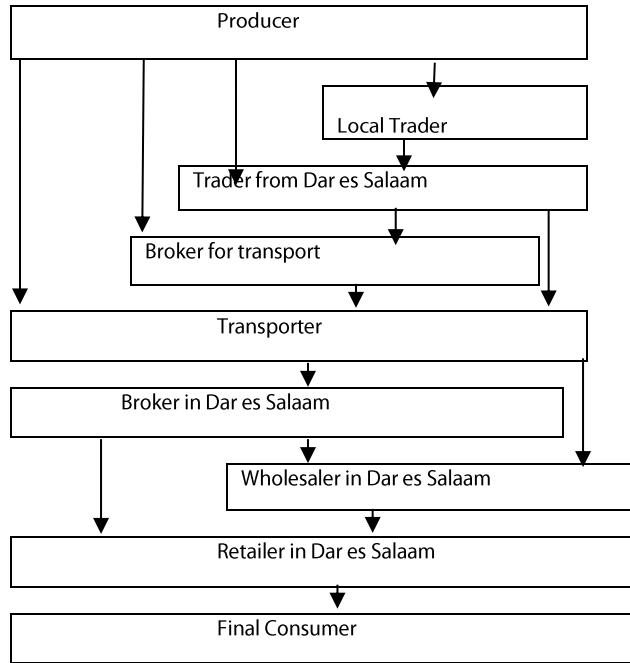 Producer
Local Trader
Trader from Dar es Salaam
Broker for transport
Transporter
Broker in Dar es Salaam
Wholesaler in Dar es Salaam
Retailer in Dar es Salaam
Final Consumer